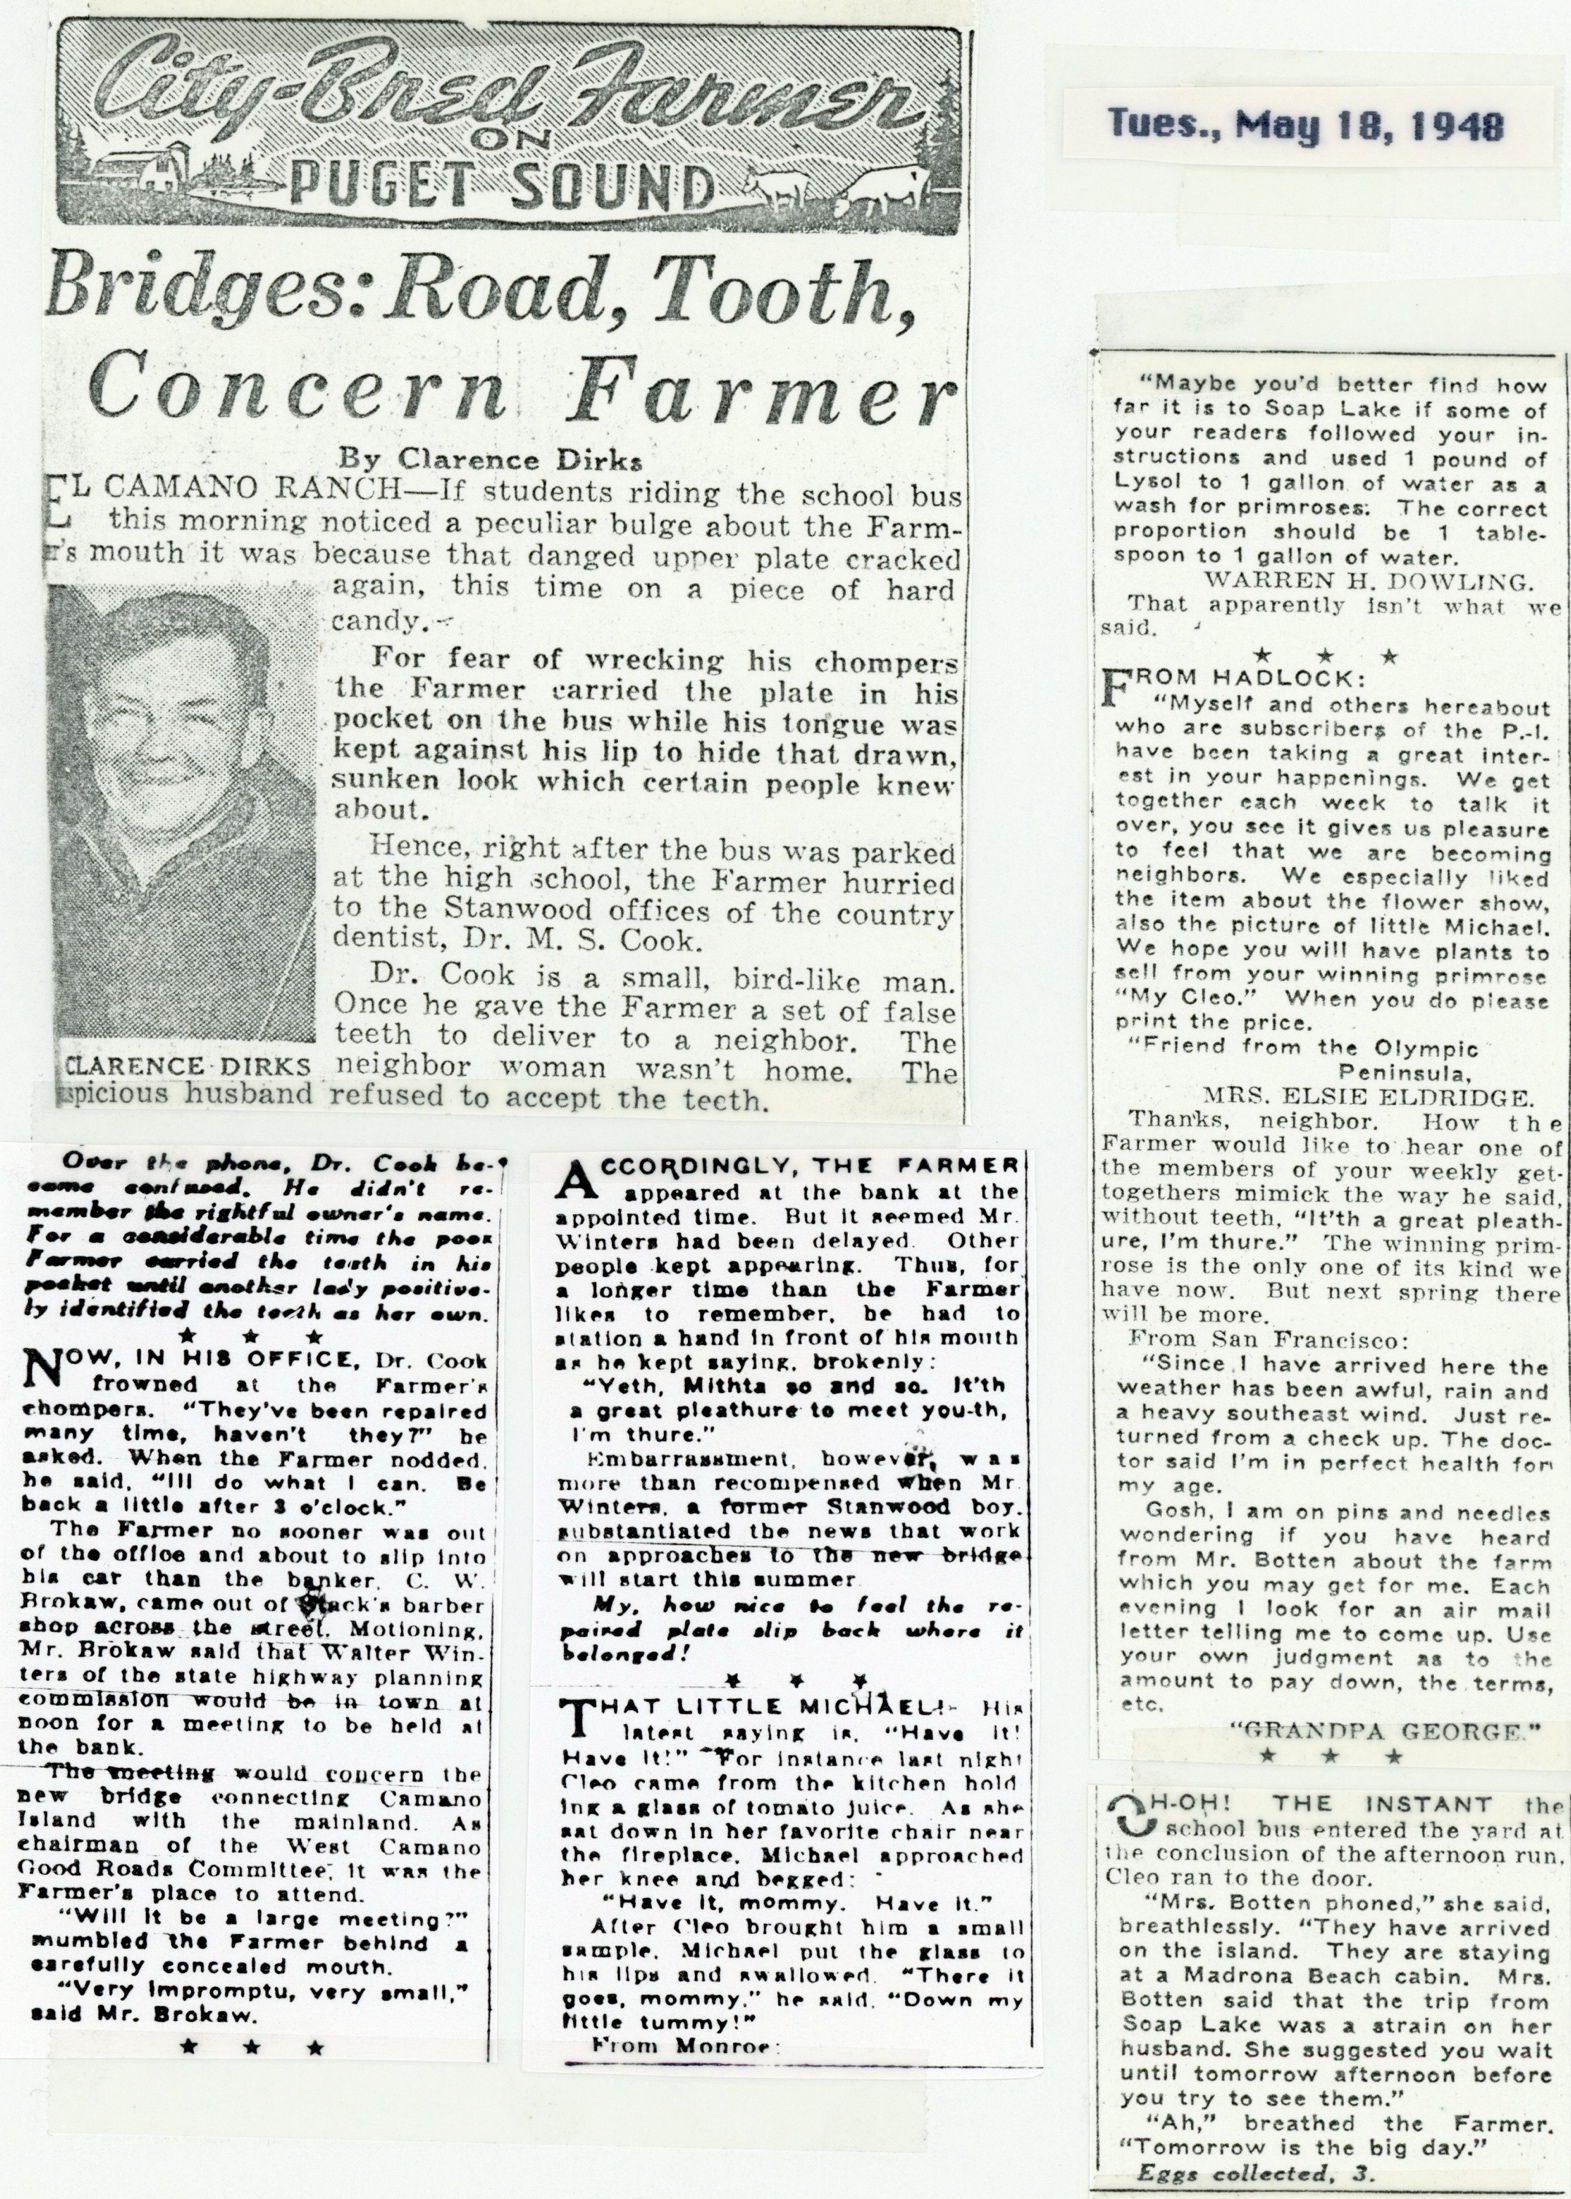 City-Bred Farmer
ON
PUGET SOUND
Tues., May 18, 1948
Bridges: Road, Tooth,
Concern Farmer
By Clarence Dirks
EL CAMANO RANCH—If students riding the school bus
this morning noticed a peculiar bulge about the Farm-
er's mouth it was because that danged upper plate cracked
again, this time on a piece of hard
candy.
For fear of wrecking his chompers
the Farmer carried the plate in his
pocket on the bus while his tongue was
kept against his lip to hide that drawn,
sunken look which certain people knew
about.
Hence, right after the bus was parked
at the high school, the Farmer hurried
to the Stanwood offices of the country
dentist, Dr. M. S. Cook.
Dr. Cook is a small, bird-like man.
Once he gave the Farmer a set of false
teeth to deliver to a neighbor. The
CLARENCE DIRKS
neighbor woman wasn't home. The
spicious husband refused to accept the teeth.
Over the phone, Dr. Cook be-
came confused. He didn't re-
member the rightful owner's name.
For a considerable time the poor
Farmer carried the teeth in his
pocket until another lady positive-
ly identified the teeth as her own.
★ ★ ★
NOW, IN HIS OFFICE, Dr. Cook
frowned at the Farmer's
chompers. "They've been repaired
many time, haven't they?" he
asked. When the Farmer nodded,
he said, "Ill do what I can. Be
back a little after 3 o'clock."
The Farmer no sooner was out
of the office and about to slip into
his car than the banker, C. W.
Brokaw, came out of Stack's barber
shop across the street. Motioning,
Mr. Brokaw said that Walter Win-
ters of the state highway planning
commission would be in town at
noon for a meeting to be held at
the bank.
The meeting would concern the
new bridge connecting Camano
Island with the mainland. As
chairman of the West Camano
Good Roads Committee, it was the
Farmer's place to attend.
"Will it be a large meeting?"
mumbled the Farmer behind a
carefully concealed mouth.
"Very impromptu, very small,"
said Mr. Brokaw.
★ ★ ★
ACCORDINGLY, THE FARMER
appeared at the bank at the
appointed time. But it seemed Mr.
Winters had been delayed. Other
people kept appearing. Thus, for
a longer time than the Farmer
likes to remember, he had to
station a hand in front of his mouth
as he kept saying, brokenly:
"Yeth, Mithta so and so. It'th
a great pleathure to meet you-th,
I'm thure."
Embarrassment, however, was
more than recompensed when Mr.
Winters, a former Stanwood boy,
substantiated the news that work
on approaches to the new bridge
will start this summer.
My, how nice to feel the re-
paired plate slip back where it
belonged!
★ ★ ★
THAT LITTLE MICHAEL! His
latest saying is, "Have it!
Have it!" For instance last night
Cleo came from the kitchen hold
ing a glass of tomato juice. As she
sat down in her favorite chair near
the fireplace, Michael approached
her knee and begged:
"Have it, mommy. Have it."
After Cleo brought him a small
sample, Michael put the glass to
his lips and swallowed. "There it
goes, mommy," he said. "Down my
little tummy!"
From Monroe:
"Maybe you'd better find how
far it is to Soap Lake if some of
your readers followed your in-
structions and used 1 pound of
Lysol to 1 gallon of water as a
wash for primroses. The correct
proportion should be 1 table-
spoon to 1 gallon of water.
WARREN H. DOWLING.
That apparently isn't what we
said.
★ ★ ★
FROM HADLOCK:
"Myself and others hereabout
who are subscribers of the P.-I.
have been taking a great inter-
est in your happenings. We get
together each week to talk it
over, you see it gives us pleasure
to feel that we are becoming
neighbors. We especially liked
the item about the flower show,
also the picture of little Michael.
We hope you will have plants to
sell from your winning primrose
"My Cleo." When you do please
print the price.
"Friend from the Olympic
Peninsula,
MRS. ELSIE ELDRIDGE.
Thanks, neighbor. How the
Farmer would like to hear one of
the members of your weekly get-
togethers mimick the way he said,
without teeth, "It'th a great pleath-
ure, I'm thure." The winning prim-
rose is the only one of its kind we
have now. But next spring there
will be more.
From San Francisco:
"Since I have arrived here the
weather has been awful, rain and
a heavy southeast wind. Just re-
turned from a check up. The doc-
tor said I'm in perfect health for
my age.
Gosh, I am on pins and needles
wondering if you have heard
from Mr. Botten about the farm
which you may get for me. Each
evening I look for an air mail
letter telling me to come up. Use
your own judgment as to the
amount to pay down, the terms,
etc.
"GRANDPA GEORGE."
★ ★ ★
OH-OH! THE INSTANT the
school bus entered the yard at
the conclusion of the afternoon run,
Cleo ran to the door.
"Mrs. Botten phoned," she said,
breathlessly. "They have arrived
on the island. They are staying
at a Madrona Beach cabin. Mrs.
Botten said that the trip from
Soap Lake was a strain on her
husband. She suggested you wait
until tomorrow afternoon before
you try to see them."
"Ah," breathed the Farmer.
"Tomorrow is the big day."
Eggs collected, 3.